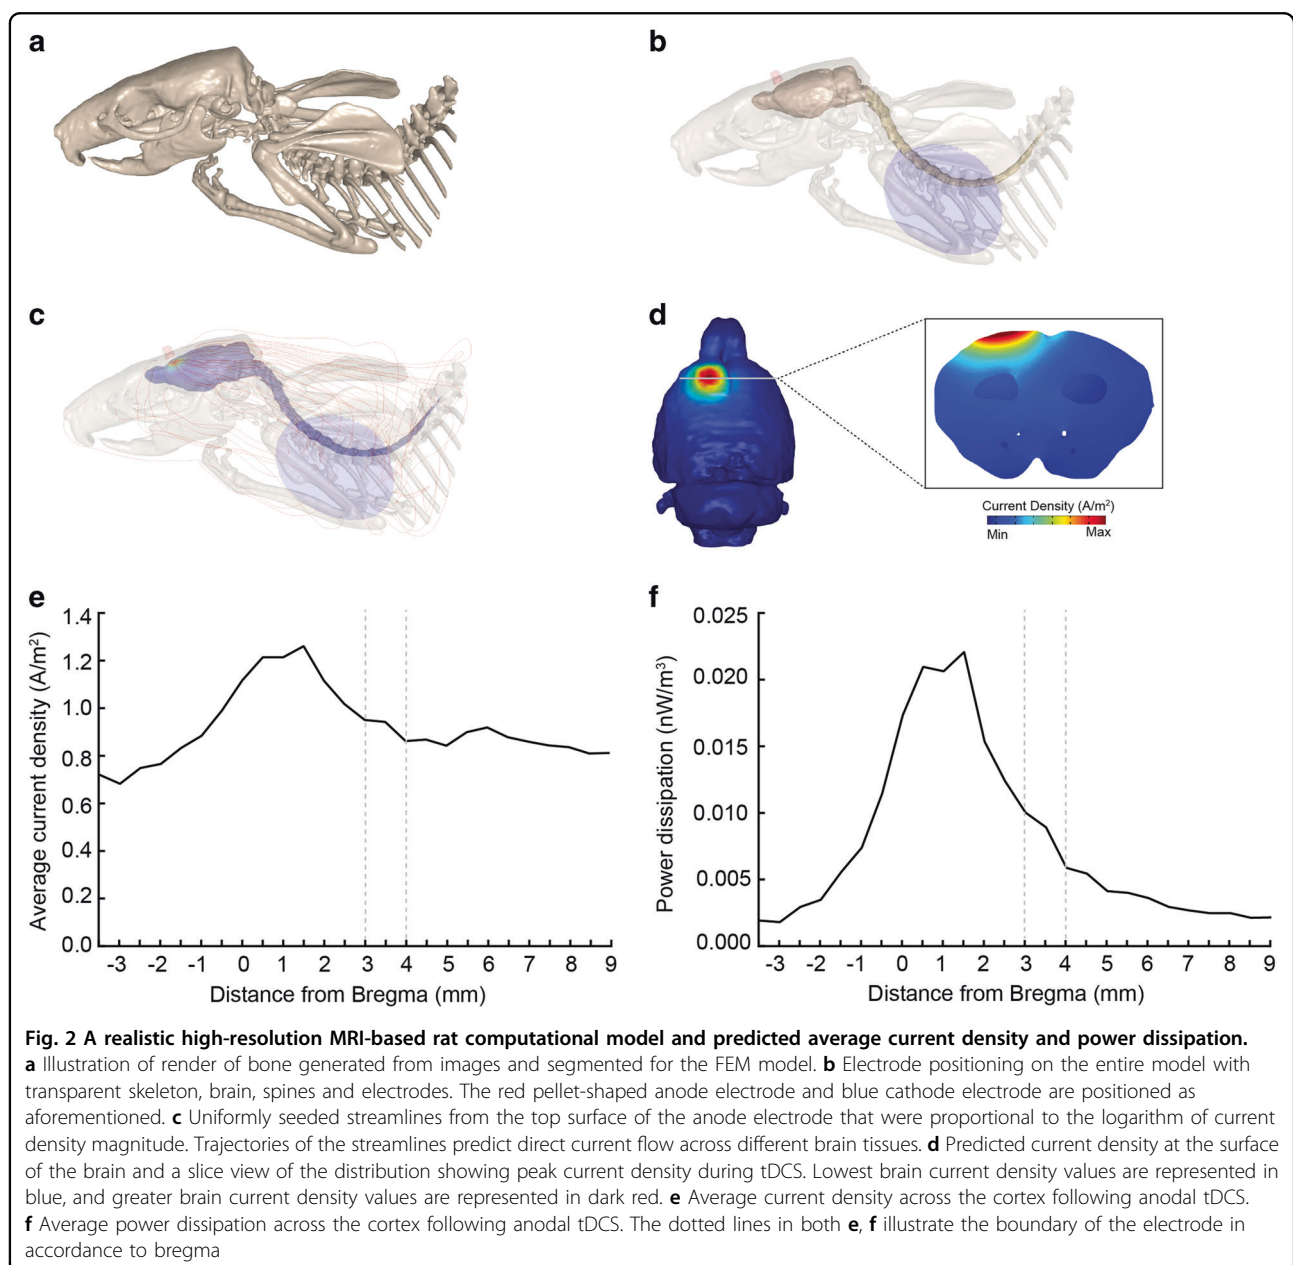 a
b
c
d
Current Density (A/m²)
Min
Max
e
1.4
1.2
1.0
0.8
0.6
0.4
0.2
0.0
Average current density (A/m²)
-3 -2 -1 0 1 2 3 4 5 6 7 8 9
Distance from Bregma (mm)
f
0.025
0.020
0.015
0.010
0.005
0.000
Power dissipation (nW/m³)
-3 -2 -1 0 1 2 3 4 5 6 7 8 9
Distance from Bregma (mm)
Fig. 2 A realistic high-resolution MRI-based rat computational model and predicted average current density and power dissipation.
a Illustration of render of bone generated from images and segmented for the FEM model. b Electrode positioning on the entire model with
transparent skeleton, brain, spines and electrodes. The red pellet-shaped anode electrode and blue cathode electrode are positioned as
aforementioned. c Uniformly seeded streamlines from the top surface of the anode electrode that were proportional to the logarithm of current
density magnitude. Trajectories of the streamlines predict direct current flow across different brain tissues. d Predicted current density at the surface
of the brain and a slice view of the distribution showing peak current density during tDCS. Lowest brain current density values are represented in
blue, and greater brain current density values are represented in dark red. e Average current density across the cortex following anodal tDCS.
f Average power dissipation across the cortex following anodal tDCS. The dotted lines in both e, f illustrate the boundary of the electrode in
accordance to bregma